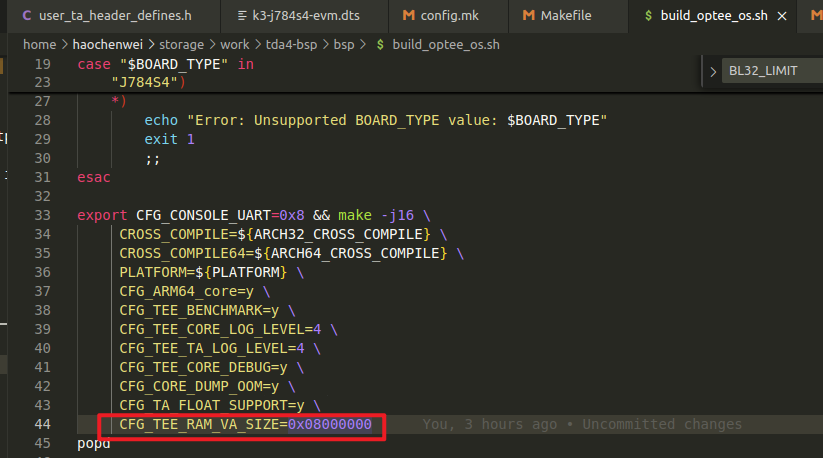 user_ta_header_defines.h k3-j784s4-evm.dts config.mk Makefile build_optee_os.sh
home > haochenwei > storage > work > tda4-bsp > bsp > $ build_optee_os.sh
19 case "$BOARD_TYPE" in
BL32_LIMIT
23 "J784S4")
27 *)
28 echo "Error: Unsupported BOARD_TYPE value: $BOARD_TYPE"
29 exit 1
30 ;;
31 esac
32
33 export CFG_CONSOLE_UART=0x8 && make -j16 \
34 CROSS_COMPILE=${ARCH32_CROSS_COMPILE} \
35 CROSS_COMPILE64=${ARCH64_CROSS_COMPILE} \
36 PLATFORM=${PLATFORM} \
37 CFG_ARM64_core=y \
38 CFG_TEE_BENCHMARK=y \
39 CFG_TEE_CORE_LOG_LEVEL=4 \
40 CFG_TEE_TA_LOG_LEVEL=4 \
41 CFG_TEE_CORE_DEBUG=y \
42 CFG_CORE_DUMP_OOM=y \
43 CFG_TA_FLOAT_SUPPORT=y \
44 CFG_TEE_RAM_VA_SIZE=0x08000000 You, 3 hours ago • Uncommitted changes
45 popd